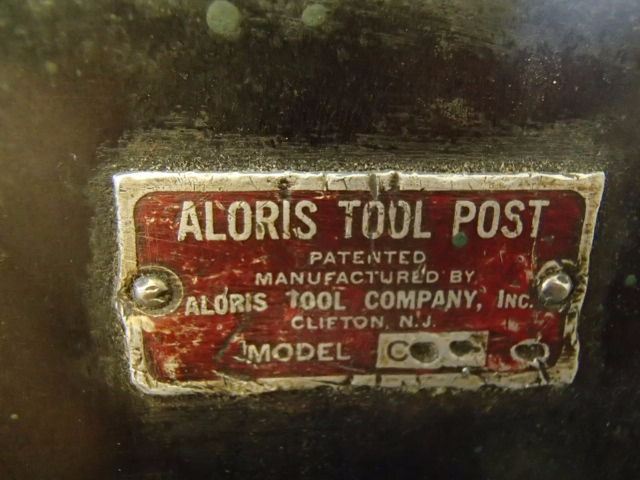 ALORIS TOOL POST
PATENTED
MANUFACTURED BY
ALORIS TOOL COMPANY, INC.
CLIFTON, N.J.
MODEL C